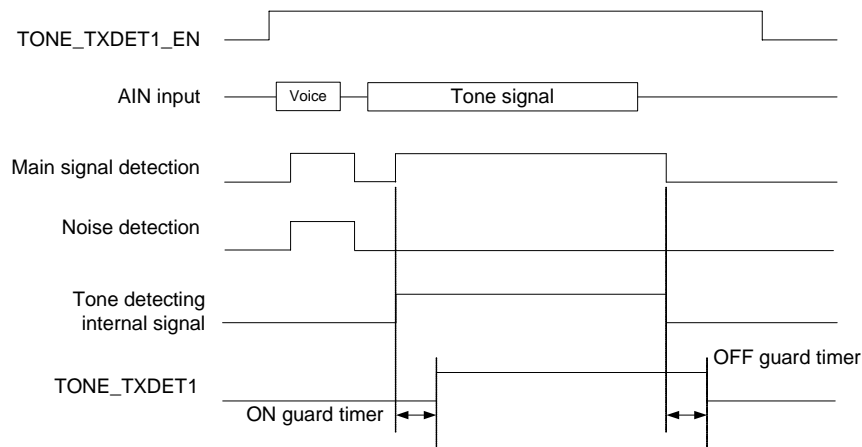 TONE_TXDET1_EN
AIN input
Voice
Tone signal
Main signal detection
Noise detection
Tone detecting
internal signal
OFF guard timer
TONE_TXDET1
ON guard timer